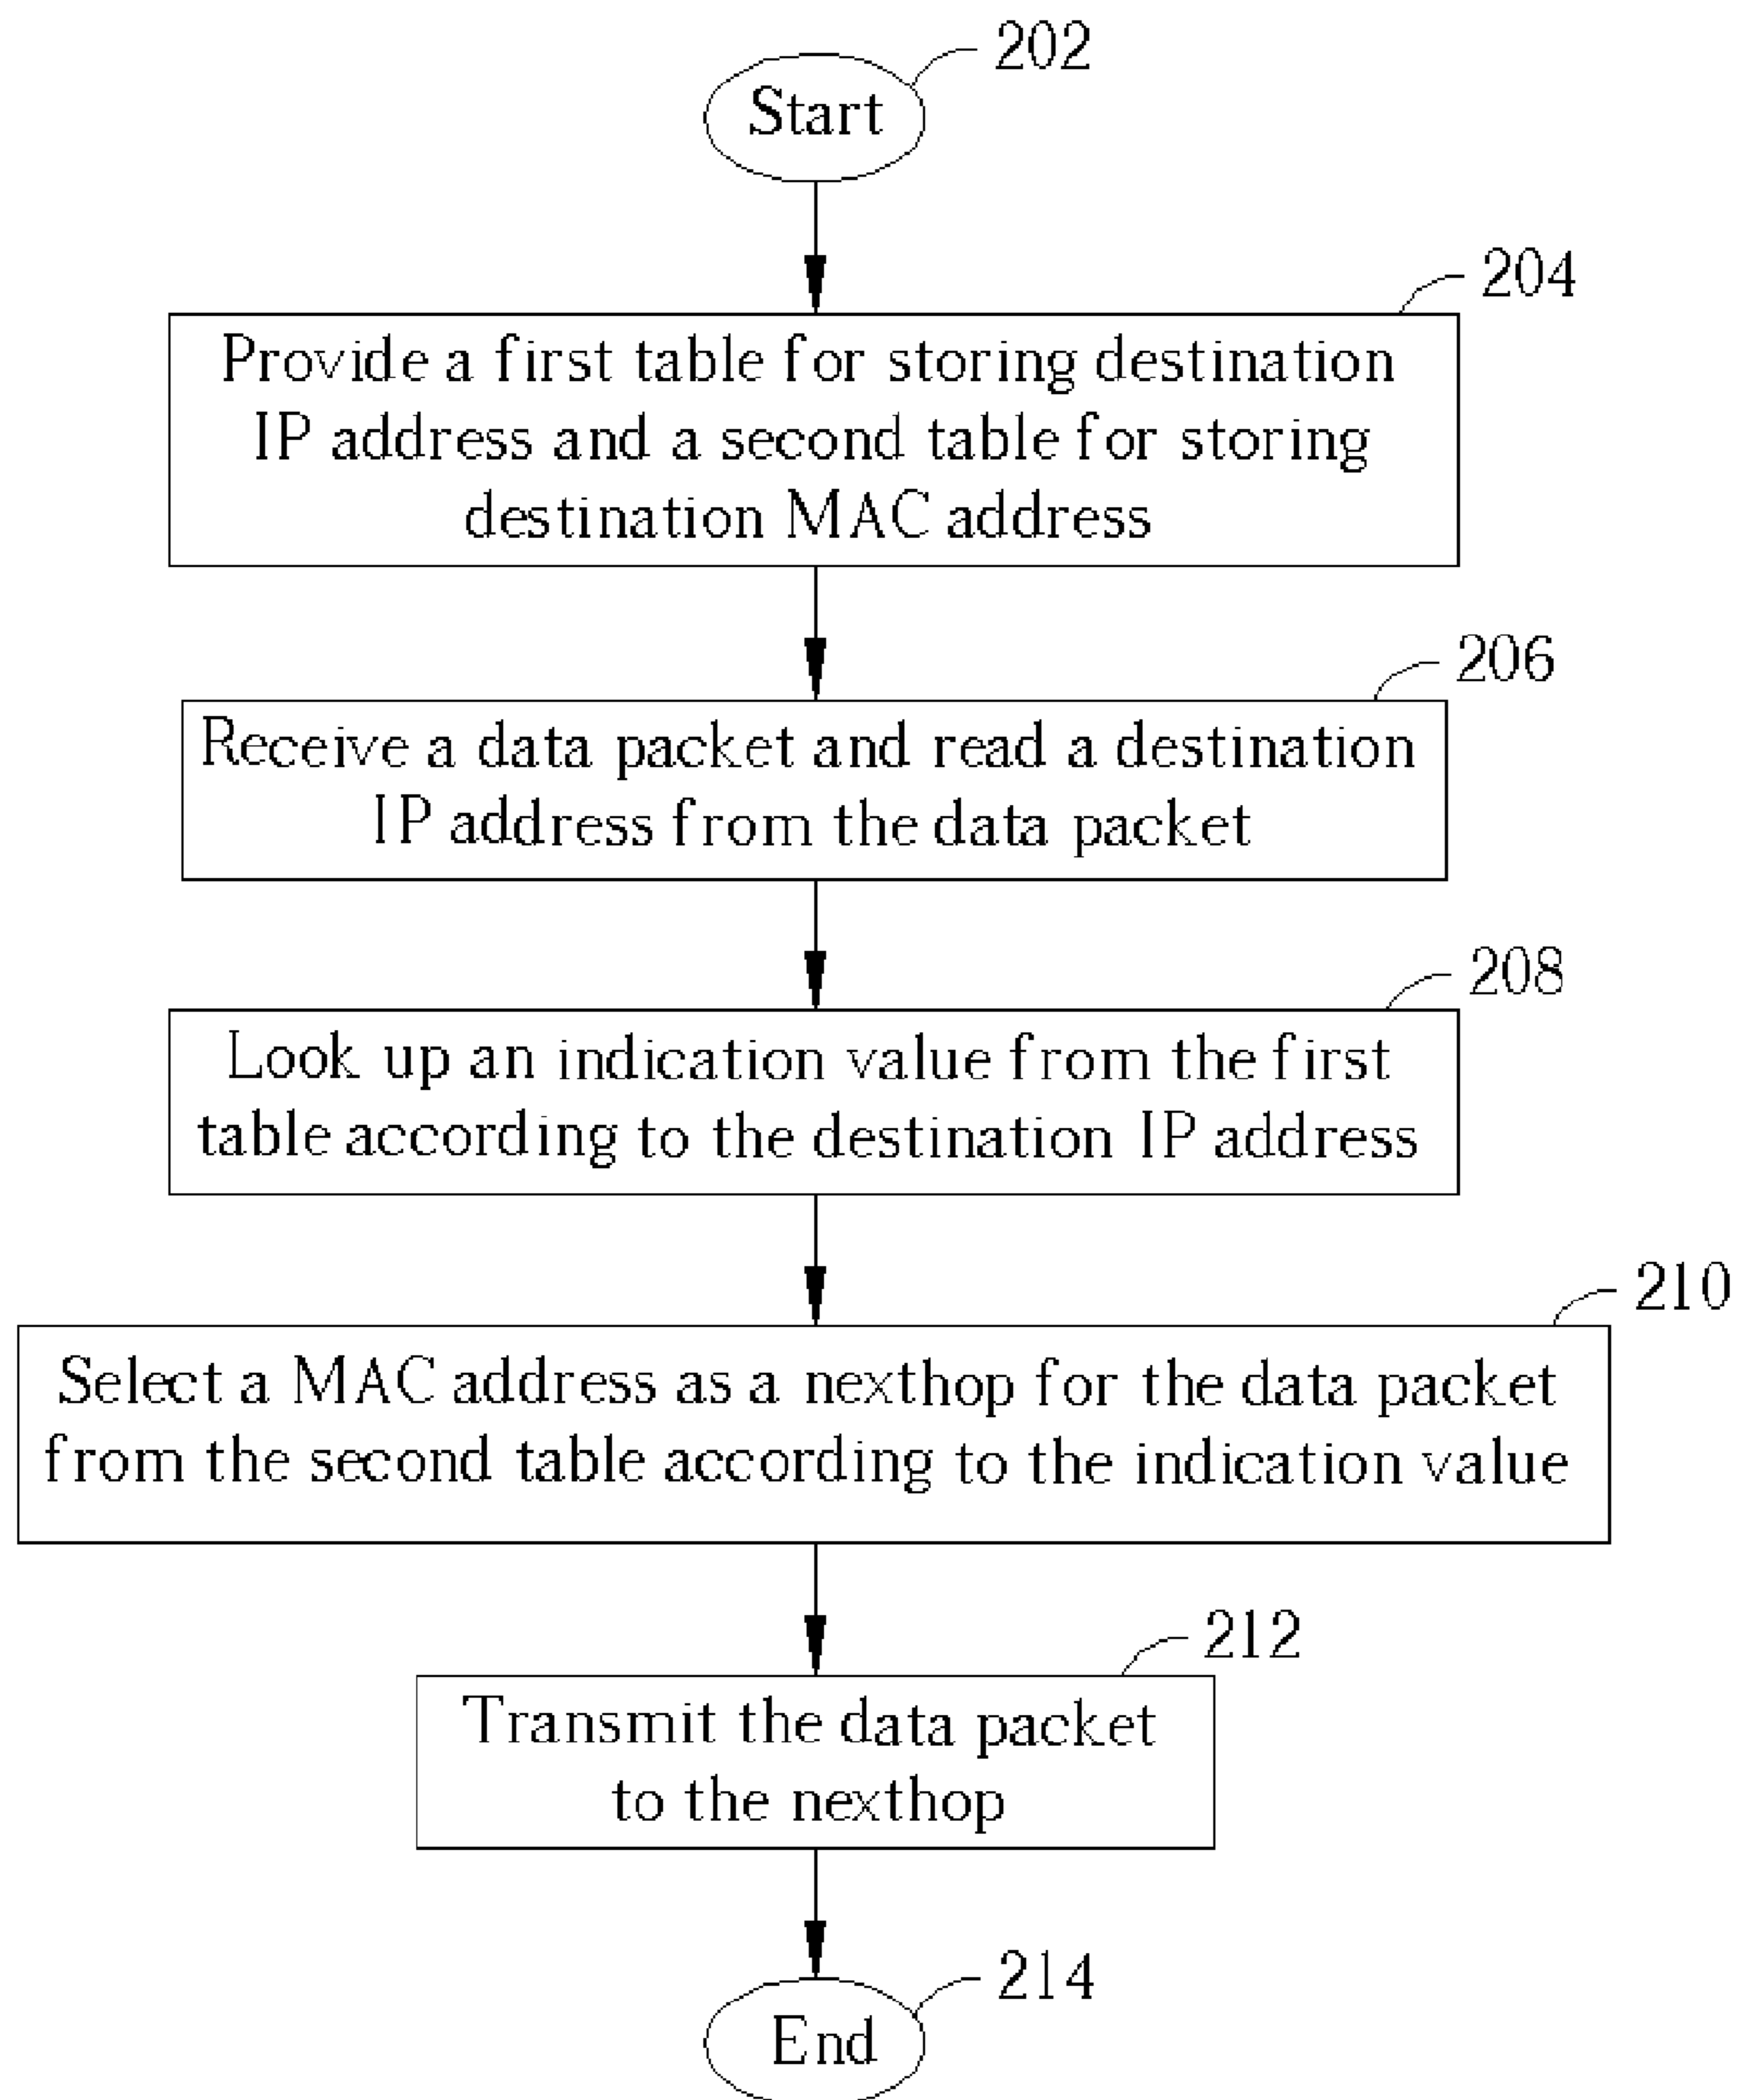 202
Start
204
Provide a first table for storing destination
IP address and a second table for storing
destination MAC address
206
Receive a data packet and read a destination
IP address from the data packet
208
Look up an indication value from the first
table according to the destination IP address
210
Select a MAC address as a nexthop for the data packet
from the second table according to the indication value
212
Transmit the data packet
to the nexthop
214
End